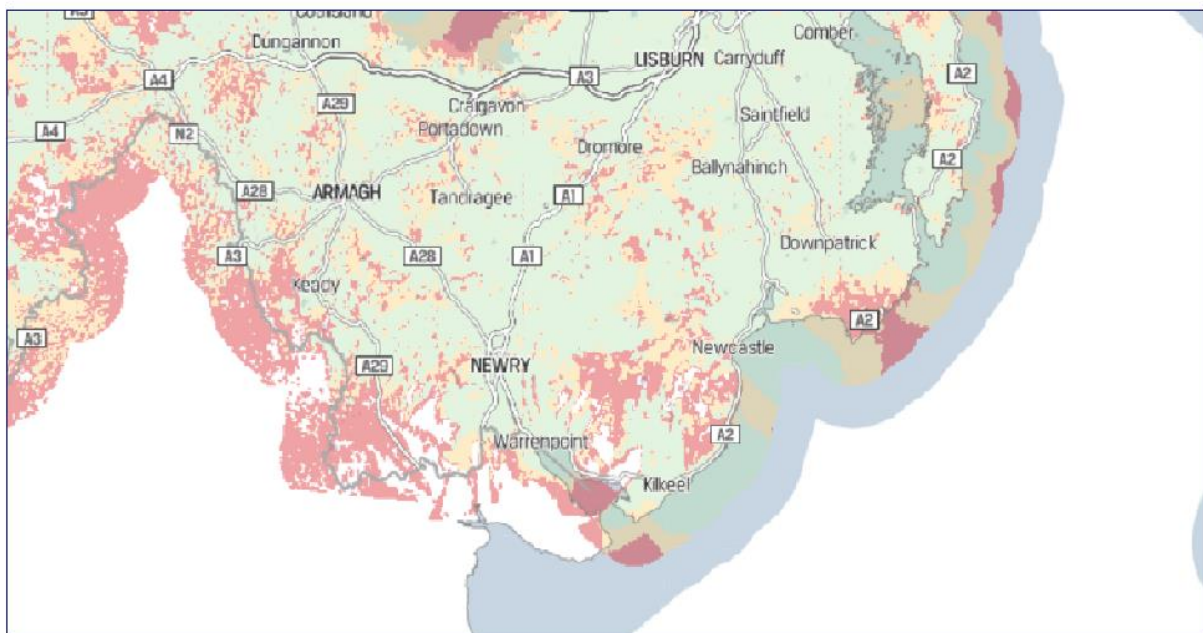 Dungannon
Comber
LISBURN
Carryduff
A4
A3
A2
A29
Craigavon
Saintfield
A4
N2
Portadown
Dromore
Ballynahinch
A2
A28
ARMAGH
Tandragee
A1
Downpatrick
A3
A28
A1
Keady
A2
A3
Newcastle
A29
NEWRY
A2
Warrenpoint
Kilkeel